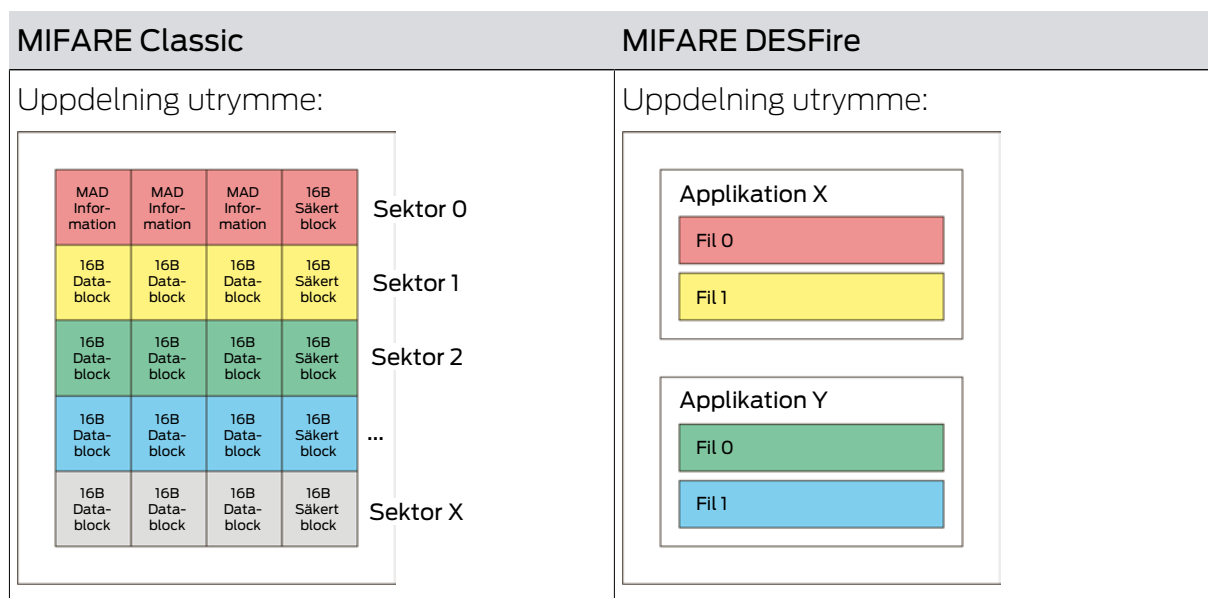 MIFARE Classic
MIFARE DESFire
Uppdelning utrymme:
MAD
Infor-
mation
MAD
Infor-
mation
MAD
Infor-
mation
16B
Säkert
block
Sektor 0
16B
Data-
block
16B
Data-
block
16B
Data-
block
16B
Säkert
block
Sektor 1
16B
Data-
block
16B
Data-
block
16B
Data-
block
16B
Säkert
block
Sektor 2
16B
Data-
block
16B
Data-
block
16B
Data-
block
16B
Säkert
block
...
16B
Data-
block
16B
Data-
block
16B
Data-
block
16B
Säkert
block
Sektor X
Uppdelning utrymme:
Applikation X
Fil 0
Fil 1
Applikation Y
Fil 0
Fil 1